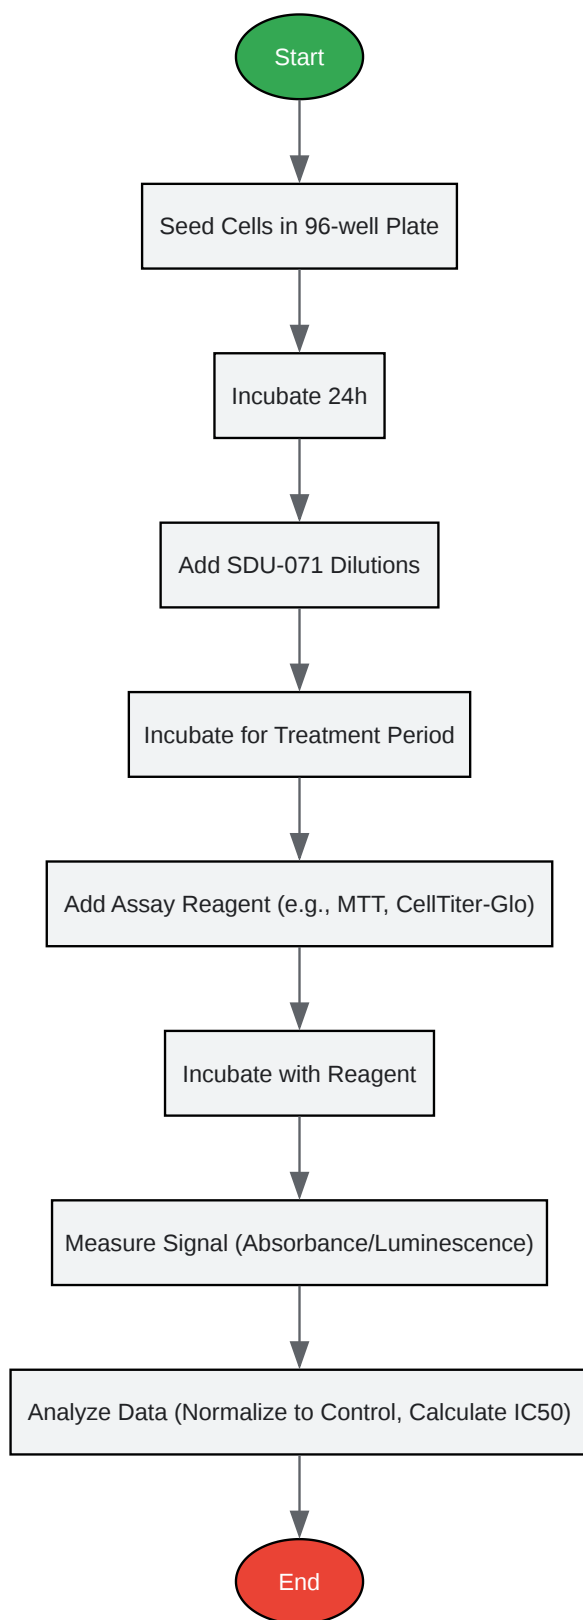 Start
Seed Cells in 96-well Plate
Incubate 24h
Add SDU-071 Dilutions
Incubate for Treatment Period
Add Assay Reagent (e.g., MTT, CellTiter-Glo)
Incubate with Reagent
Measure Signal (Absorbance/Luminescence)
Analyze Data (Normalize to Control, Calculate IC50)
End